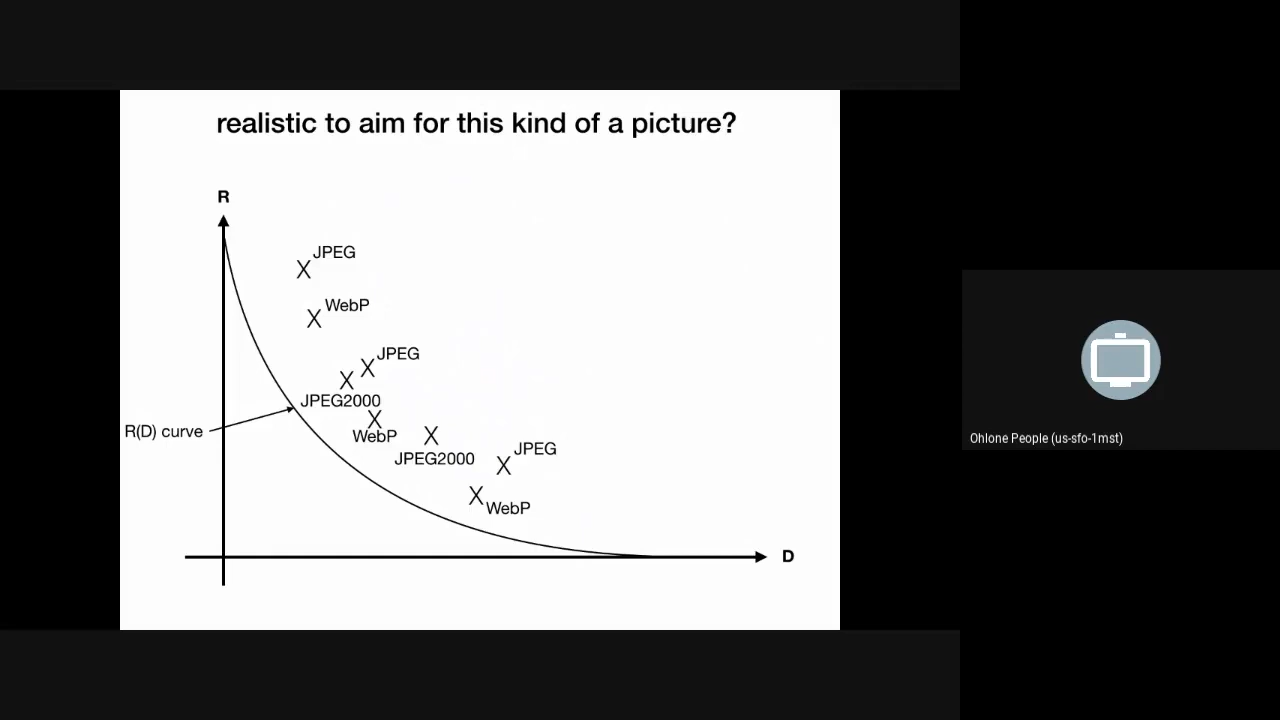 realistic to aim for this kind of a picture?
R
JPEG
WebP
JPEG
JPEG2000
WebP
R(D) curve
JPEG2000
JPEG
WebP
D
Ohlone People (us-sfo-1mst)